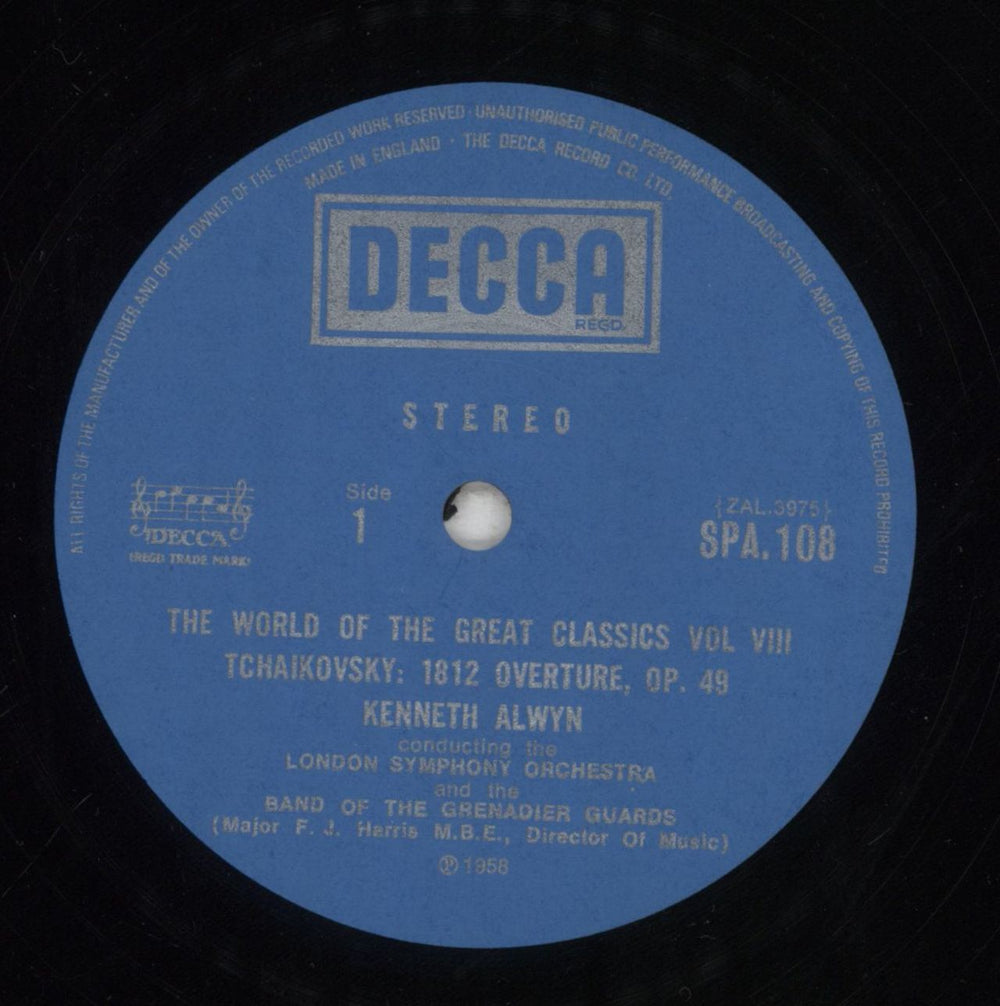 ALL RIGHTS OF THE MANUFACTURER AND OF THE OWNER OF THE RECORDED WORK RESERVED · UNAUTHORISED PUBLIC PERFORMANCE BROADCASTING AND COPYING OF THIS RECORD PROHIBITED
MADE IN ENGLAND · THE DECCA RECORD CO. LTD.
DECCA
REGD.
STEREO
DECCA
(REGD. TRADE MARK)
Side
1
(ZAL.3975)
SPA.108
THE WORLD OF THE GREAT CLASSICS VOL VIII
TCHAIKOVSKY: 1812 OVERTURE, OP. 49
KENNETH ALWYN
conducting the
LONDON SYMPHONY ORCHESTRA
and the
BAND OF THE GRENADIER GUARDS
(Major F. J. Harris M.B.E., Director Of Music)
℗ 1958